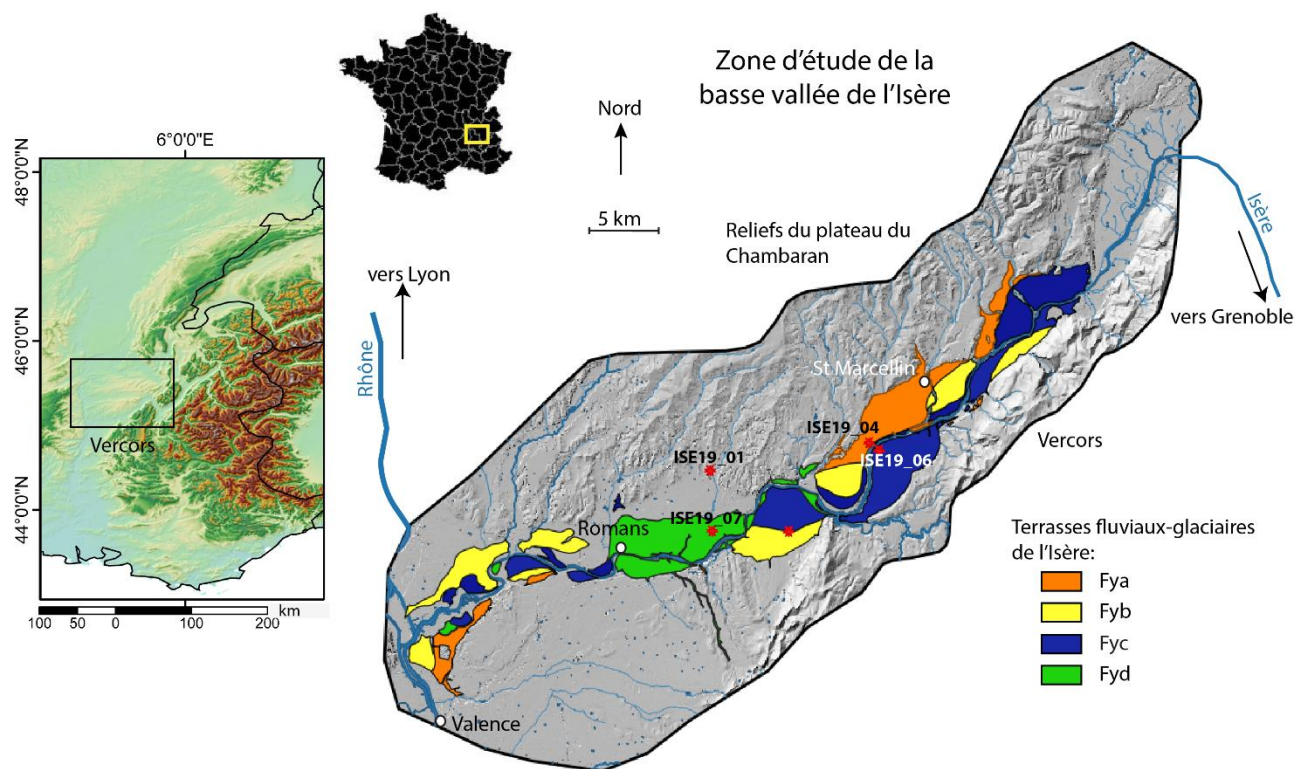 Zone d'étude de la
basse vallée de l'Isère
Nord
5 km
6°0'0"E
48°0'0"N
46°0'0"N
44°0'0"N
Vercors
100 50 0 100 200 km
vers Lyon
Rhône
Reliefs du plateau du
Chambaran
Isère
vers Grenoble
St. Marcellin
ISE19_04
ISE19_06
Vercors
ISE19_01
ISE19_07
Romans
Valence
Terrasses fluviaux-glaciaires
de l'Isère:
Fya
Fyb
Fyc
Fyd